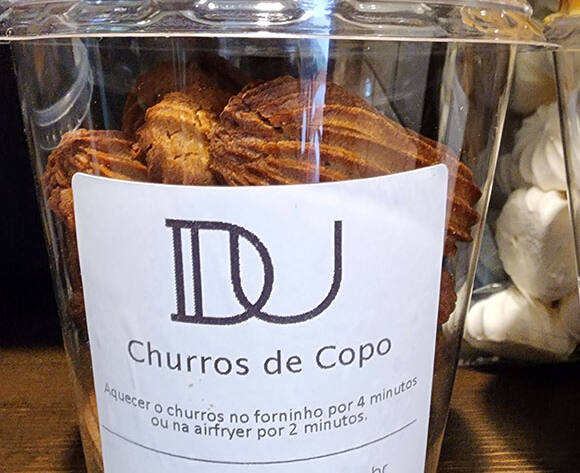 DU
Churros de Copo
Aquecer o churros no forninho por 4 minutos
ou na airfryer por 2 minutos.